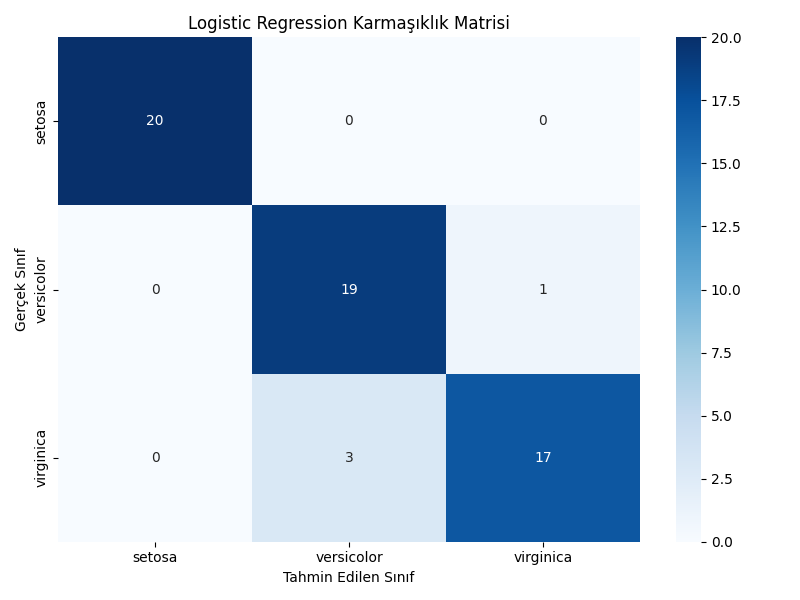 Logistic Regression Karmaşıklık Matrisi
Gerçek Sınıf
setosa
20
0
0
versicolor
0
19
1
virginica
0
3
17
setosa
versicolor
virginica
Tahmin Edilen Sınıf
20.0
17.5
15.0
12.5
10.0
7.5
5.0
2.5
0.0